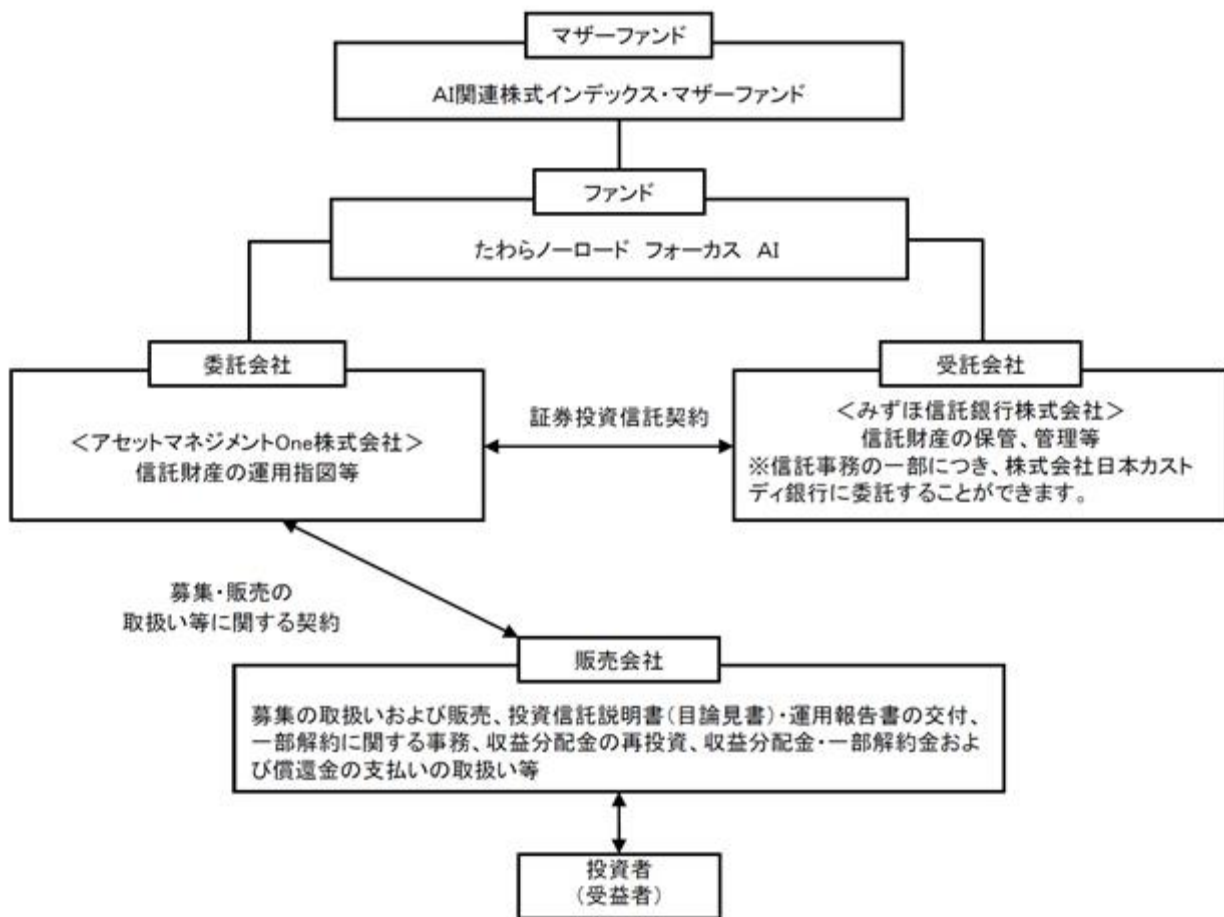 マザーファンド
AI関連株式インデックス・マザーファンド
ファンド
たわらノーロード フォーカス AI
委託会社
＜アセットマネジメントOne株式会社＞
信託財産の運用指図等
証券投資信託契約
受託会社
＜みずほ信託銀行株式会社＞
信託財産の保管、管理等
※信託事務の一部につき、株式会社日本カスト
ディ銀行に委託することができます。
募集・販売の
取扱い等に関する契約
販売会社
募集の取扱いおよび販売、投資信託説明書（目論見書）・運用報告書の交付、
一部解約に関する事務、収益分配金の再投資、収益分配金・一部解約金およ
び償還金の支払いの取扱い等
投資者
（受益者）